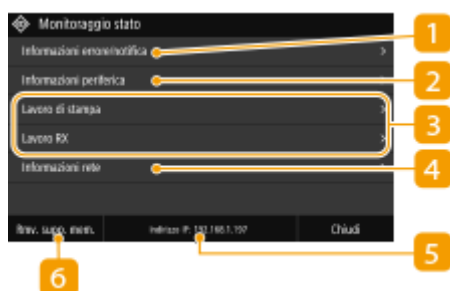 Monitoraggio stato
Informazioni errore/notifica
1
Informazioni periferica
2
Lavoro di stampa
3
Lavoro RX
Informazioni rete
4
Rmv. supp. mem.
Indirizzo IP: 192.168.1.197
Chiudi
5
6